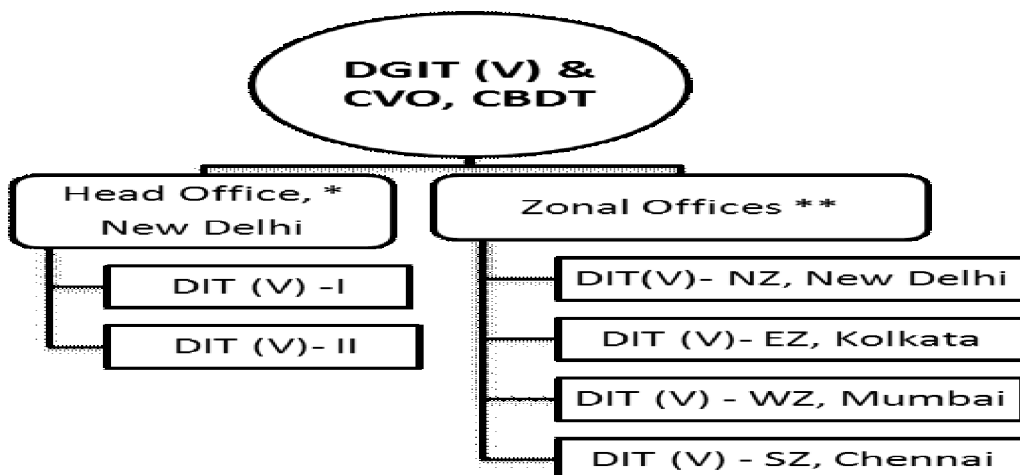 DGIT (V) &
CVO, CBDT
Head Office, *
New Delhi
Zonal Offices **
DIT (V) -I
DIT (V)- II
DIT(V)- NZ, New Delhi
DIT (V)- EZ, Kolkata
DIT (V) - WZ, Mumbai
DIT (V) - SZ, Chennai